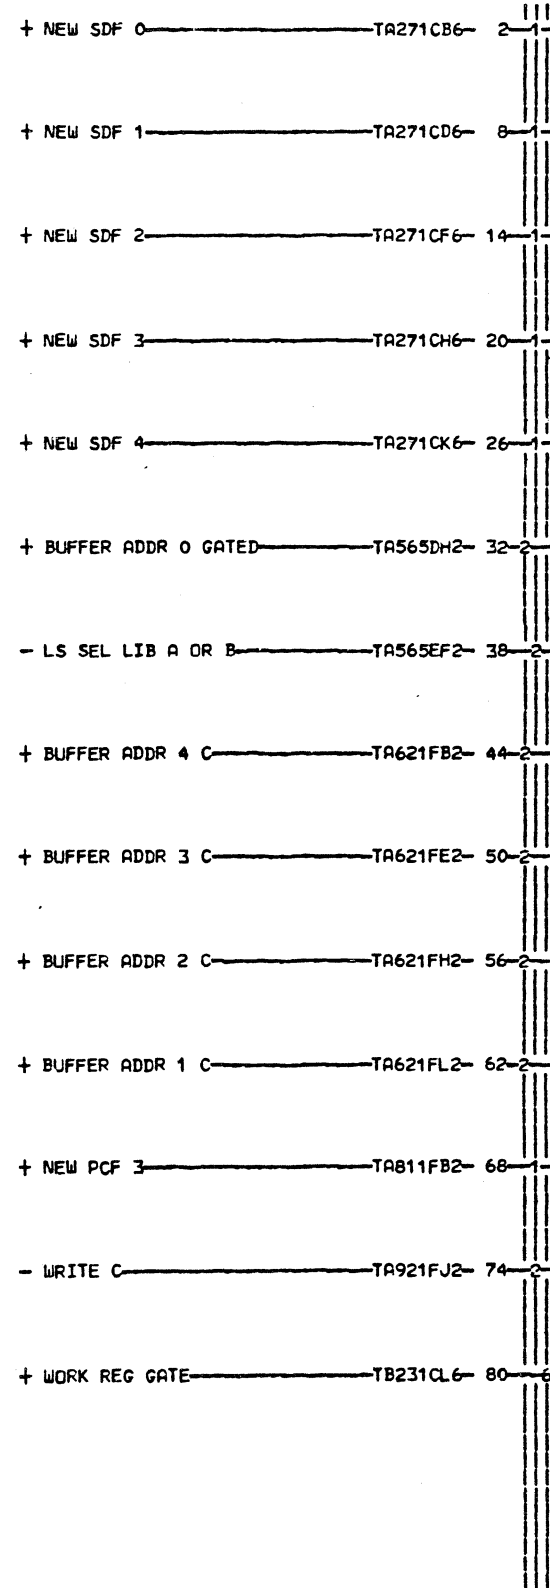 + NEW SDF 0 TA271CB6 2 1
+ NEW SDF 1 TA271CD6 8 1
+ NEW SDF 2 TA271CF6 14 1
+ NEW SDF 3 TA271CH6 20 1
+ NEW SDF 4 TA271CK6 26 1
+ BUFFER ADDR 0 GATED TA565DH2 32 2
- LS SEL LIB A OR B TA565EF2 38 2
+ BUFFER ADDR 4 C TA621FB2 44 2
+ BUFFER ADDR 3 C TA621FE2 50 2
+ BUFFER ADDR 2 C TA621FH2 56 2
+ BUFFER ADDR 1 C TA621FL2 62 2
+ NEW PCF 3 TA811FB2 68 1
- WRITE C TA921FJ2 74 2
+ WORK REG GATE TB231CL6 80 6